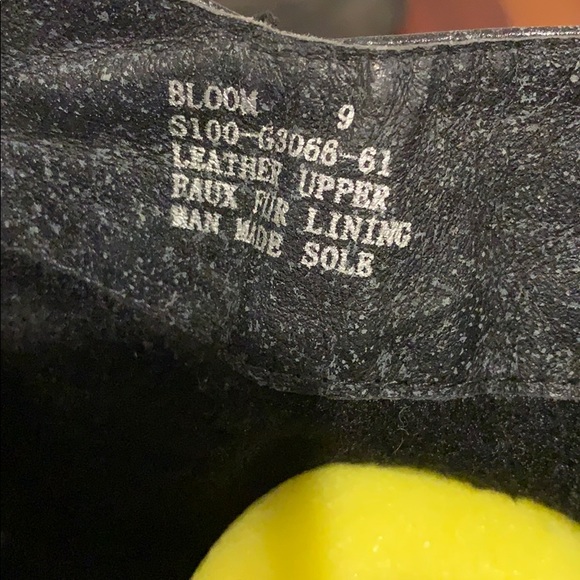 BLOOM 9
S100-G3066-61
LEATHER UPPER
FAUX FUR LINING
MAN MADE SOLE